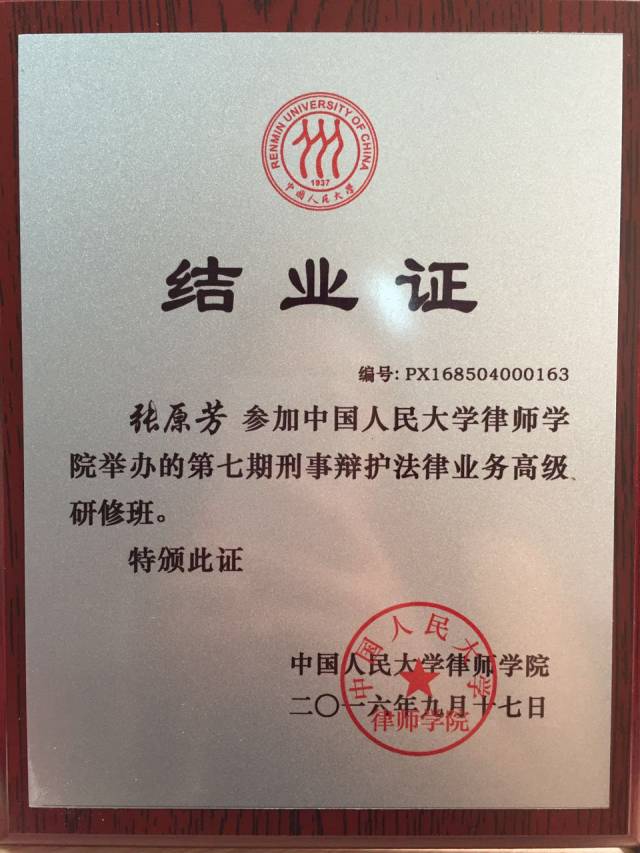 RENMIN UNIVERSITY OF CHINA
1937
中国人民大学
结业证
编号: PX168504000163
张原芳 参加中国人民大学律师学
院举办的第七期刑事辩护法律业务高级
研修班。
特颁此证
中国人民大学律师学院
二〇一六年九月十七日
中国人民大学
律师学院